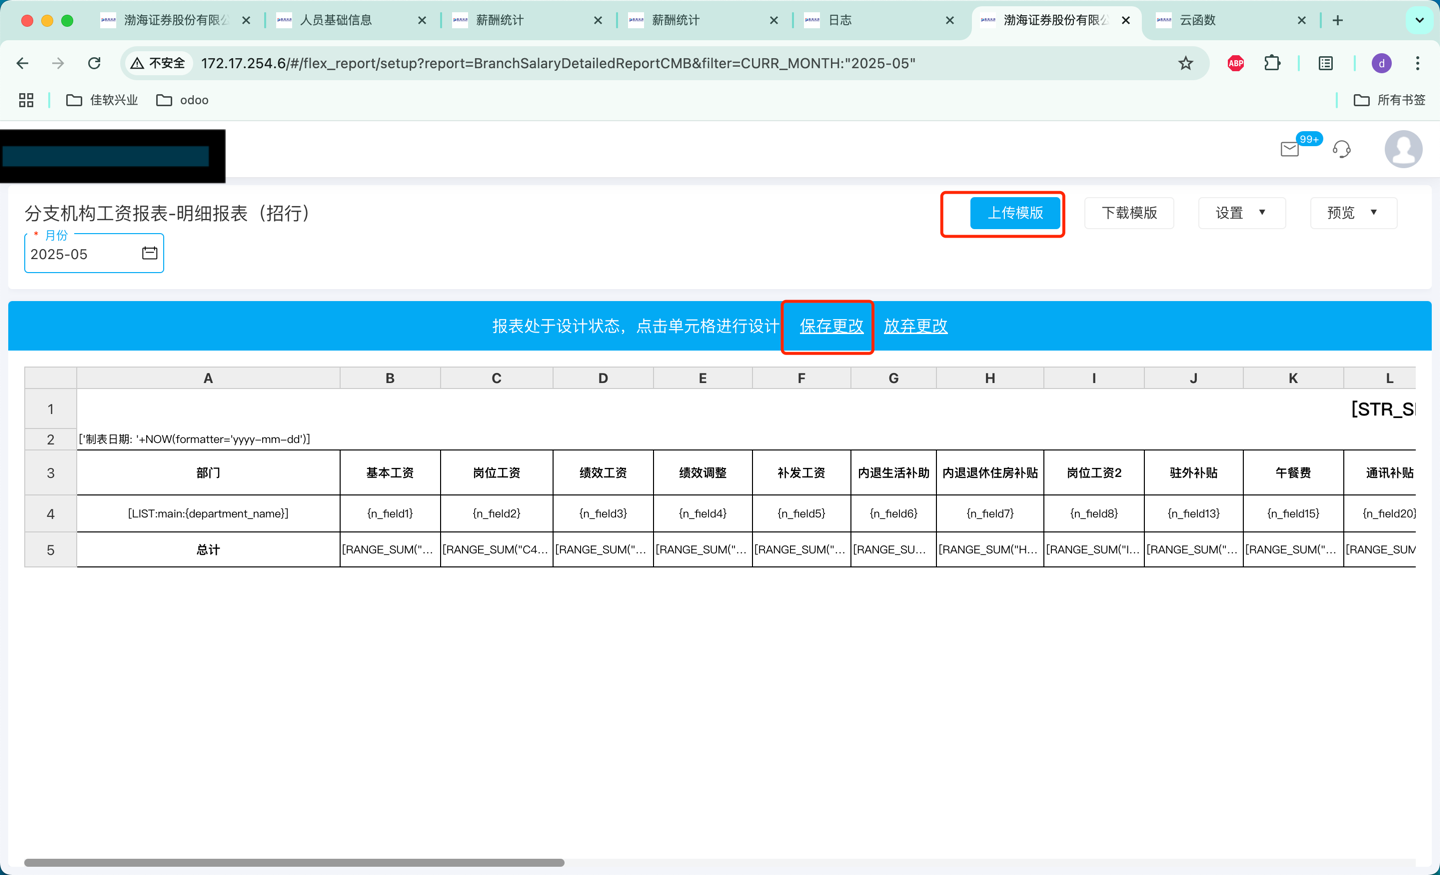 渤海证券股份有限公
人员基础信息
薪酬统计
薪酬统计
日志
渤海证券股份有限公
云函数
不安全
172.17.254.6/#/flex_report/setup?report=BranchSalaryDetailedReportCMB&filter=CURR_MONTH:"2025-05"
ABP
d
佳软兴业
odoo
所有书签
99+
分支机构工资报表-明细报表（招行）
上传模版
下载模版
设置
预览
* 月份
2025-05
报表处于设计状态，点击单元格进行设计 保存更改 放弃更改
A B C D E F G H I J K L
1 [STR_S
2 ['制表日期: '+NOW(formatter='yyyy-mm-dd')]
3 部门 基本工资 岗位工资 绩效工资 绩效调整 补发工资 内退生活补助 内退退休住房补贴 岗位工资2 驻外补贴 午餐费 通讯补贴
4 [LIST:main:{department_name}] {n_field1} {n_field2} {n_field3} {n_field4} {n_field5} {n_field6} {n_field7} {n_field8} {n_field13} {n_field15} {n_field20}
5 总计 [RANGE_SUM("... [RANGE_SUM("C4... [RANGE_SUM("... [RANGE_SUM("... [RANGE_SUM("... [RANGE_SU... [RANGE_SUM("H... [RANGE_SUM("I... [RANGE_SUM("... [RANGE_SUM("... [RANGE_SUM